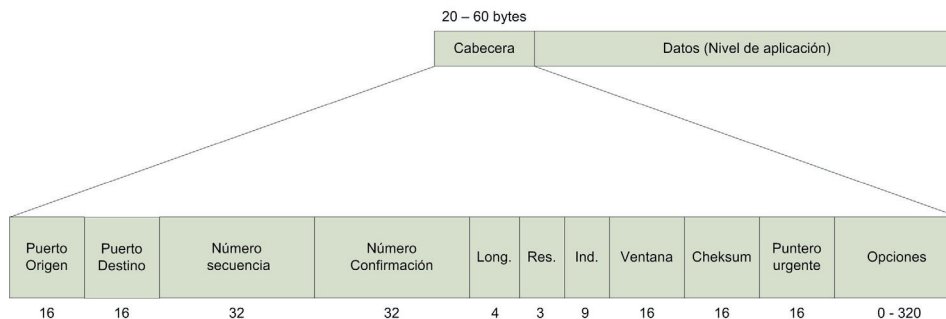 20 – 60 bytes
Cabecera
Datos (Nivel de aplicación)
Puerto
Origen
Puerto
Destino
Número
secuencia
Número
Confirmación
Long.
Res.
Ind.
Ventana
Cheksum
Puntero
urgente
Opciones
16
16
32
32
4
3
9
16
16
16
0 - 320